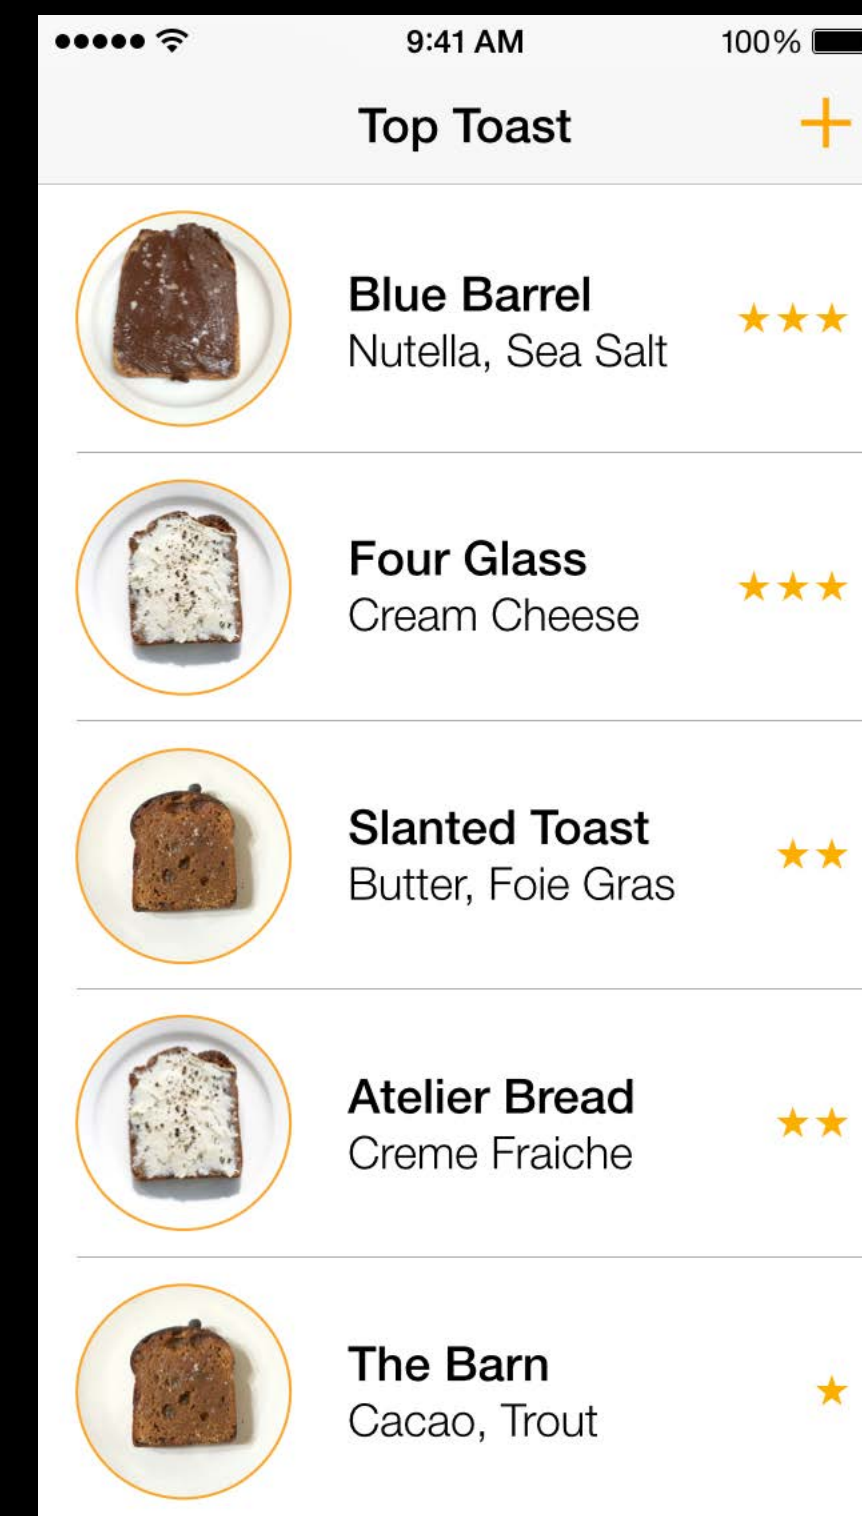 9:41 AM 100%
Top Toast
Blue Barrel
Nutella, Sea Salt
Four Glass
Cream Cheese
Slanted Toast
Butter, Foie Gras
Atelier Bread
Creme Fraiche
The Barn
Cacao, Trout